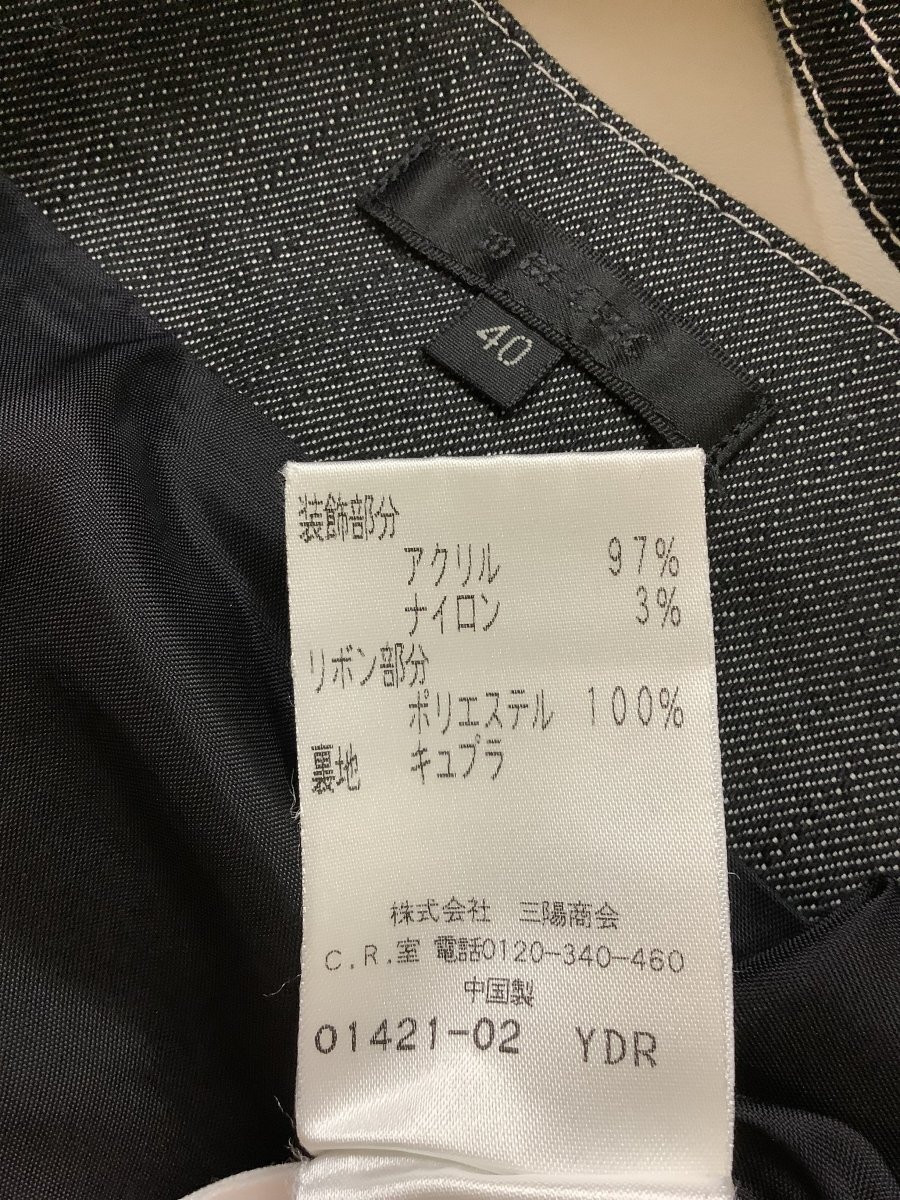 40
装飾部分
アクリル 97%
ナイロン 3%
リボン部分
ポリエステル 100%
裏地 キュプラ
株式会社 三陽商会
C.R.室 電話0120-340-460
中国製
01421-02 YDR